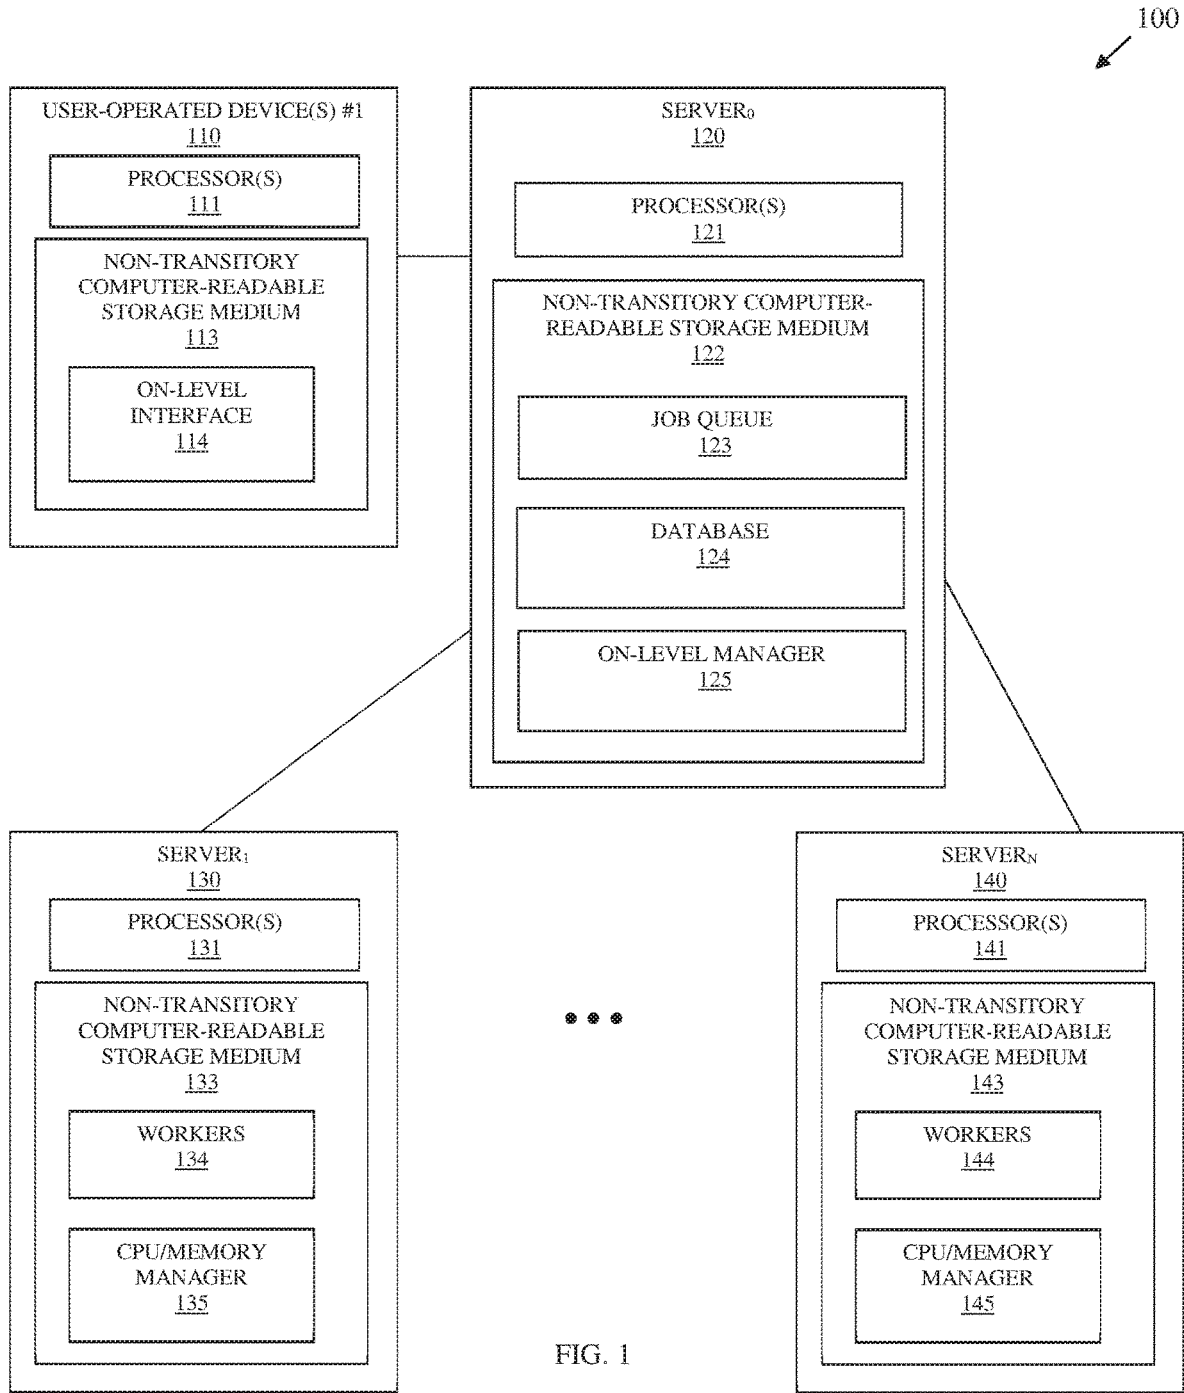 100
USER-OPERATED DEVICE(S) #1
110
PROCESSOR(S)
111
NON-TRANSITORY
COMPUTER-READABLE
STORAGE MEDIUM
113
ON-LEVEL
INTERFACE
114
SERVER₀
120
PROCESSOR(S)
121
NON-TRANSITORY COMPUTER-
READABLE STORAGE MEDIUM
122
JOB QUEUE
123
DATABASE
124
ON-LEVEL MANAGER
125
SERVER₁
130
PROCESSOR(S)
131
NON-TRANSITORY
COMPUTER-READABLE
STORAGE MEDIUM
133
WORKERS
134
CPU/MEMORY
MANAGER
135
SERVERN
140
PROCESSOR(S)
141
NON-TRANSITORY
COMPUTER-READABLE
STORAGE MEDIUM
143
WORKERS
144
CPU/MEMORY
MANAGER
145
FIG. 1